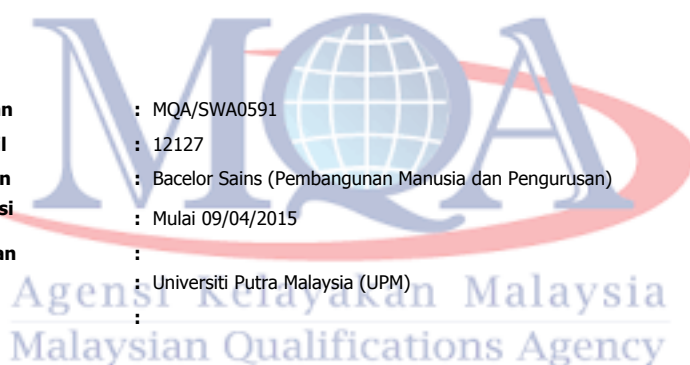 MQA
an : MQA/SWA0591
l : 12127
n : Bacelor Sains (Pembangunan Manusia dan Pengurusan)
si : Mulai 09/04/2015
an :
: Universiti Putra Malaysia (UPM)
:
Agensi Kelayakan Malaysia
Malaysian Qualifications Agency